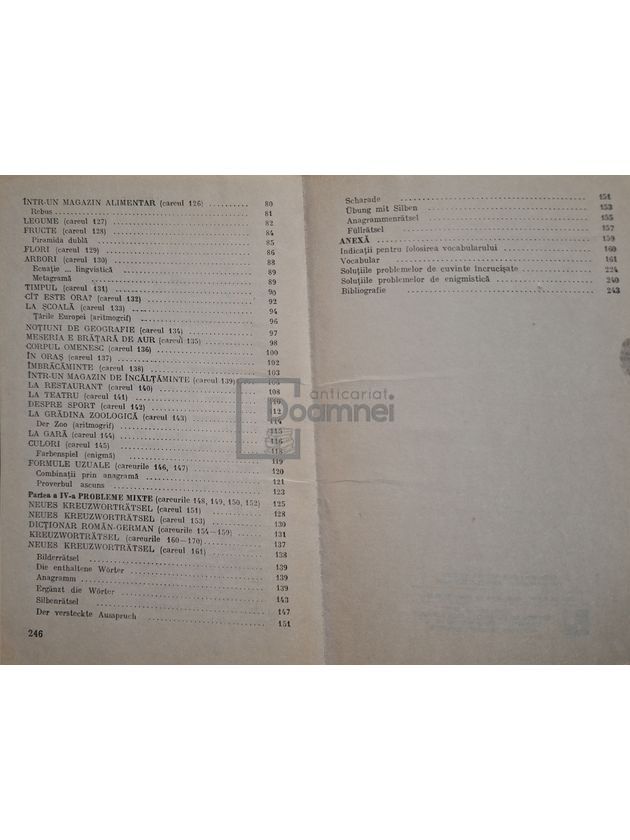 ÎNTR-UN MAGAZIN ALIMENTAR (careul 126) .......... 80
Rebus .......... 81
LEGUME (careul 127) .......... 82
FRUCTE (careul 128) .......... 84
Piramida dublă .......... 85
FLORI (careul 129) .......... 86
ARBORI (careul 130) .......... 88
Ecuație ... lingvistică .......... 89
Metagramă .......... 89
TIMPUL (careul 131) .......... 90
CÎT ESTE ORA? (careul 132) .......... 92
LA ȘCOALĂ (careul 133) .......... 94
Țările Europei (aritmogrif) .......... 96
NOȚIUNI DE GEOGRAFIE (careul 134) .......... 97
MESERIA E BRĂȚARĂ DE AUR (careul 135) .......... 98
CORPUL OMENESC (careul 136) .......... 100
ÎN ORAȘ (careul 137) .......... 102
ÎMBRĂCĂMINTE (careul 138) .......... 103
ÎNTR-UN MAGAZIN DE ÎNCĂLȚĂMINTE (careul 139)
LA RESTAURANT (careul 140) .......... 108
LA TEATRU (careul 141) .......... 110
DESPRE SPORT (careul 142) .......... 112
LA GRĂDINA ZOOLOGICĂ (careul 143) .......... 114
Der Zoo (aritmogrif) .......... 115
LA GARĂ (careul 144) .......... 116
CULORI (careul 145) .......... 118
Farbenspiel (enigmă) .......... 119
FORMULE UZUALE (careurile 146, 147) .......... 120
Combinații prin anagramă .......... 121
Proverbul ascuns .......... 123
Partea a IV-a PROBLEME MIXTE (careurile 148, 149, 150, 152) 125
NEUES KREUZWORTRÄTSEL (careul 151) .......... 128
NEUES KREUZWORTRÄTSEL (careul 153) .......... 130
DICȚIONAR ROMÂN-GERMAN (careurile 154—159) .......... 131
KREUZWORTRÄTSEL (careurile 160—170) .......... 137
NEUES KREUZWORTRÄTSEL (careul 161) .......... 138
Bilderrätsel .......... 139
Die enthaltene Wörter .......... 139
Anagramm .......... 139
Ergänzt die Wörter .......... 143
Silbenrätsel .......... 147
Der versteckte Ausspruch .......... 151
246
Scharade .......... 151
Übung mit Silben .......... 153
Anagrammenrätsel .......... 155
Füllrätsel .......... 157
ANEXĂ .......... 159
Indicații pentru folosirea vocabularului .......... 160
Vocabular .......... 161
Soluțiile problemelor de cuvinte încrucișate .......... 224
Soluțiile problemelor de enigmistică .......... 240
Bibliografie .......... 243
anticariat
Doamnei